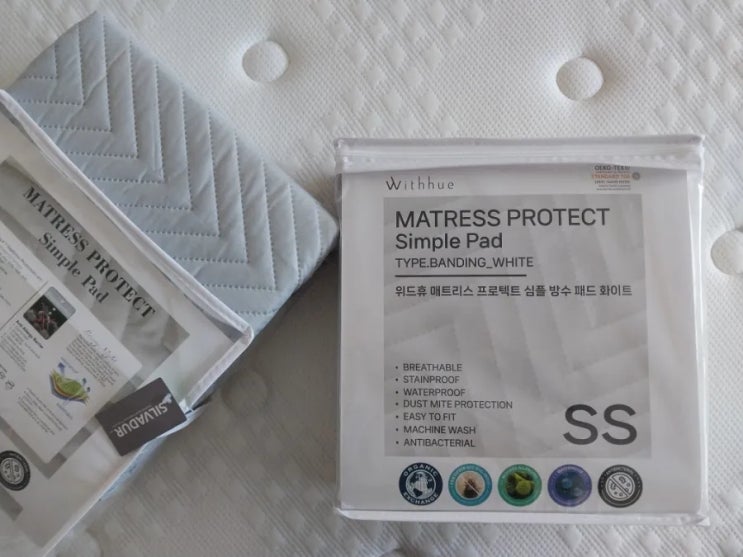 Withhue
OEKO-TEX®
STANDARD 100
MATRESS PROTECT
Simple Pad
TYPE.BANDING_WHITE
위드휴 매트리스 프로텍트 심플 방수 패드 화이트
• BREATHABLE
• STAINPROOF
• WATERPROOF
• DUST MITE PROTECTION
• EASY TO FIT
• MACHINE WASH
• ANTIBACTERIAL
SS
ORGANIC
EXCHANGE
MATRESS PROTECT
Simple Pad
SILVADUR